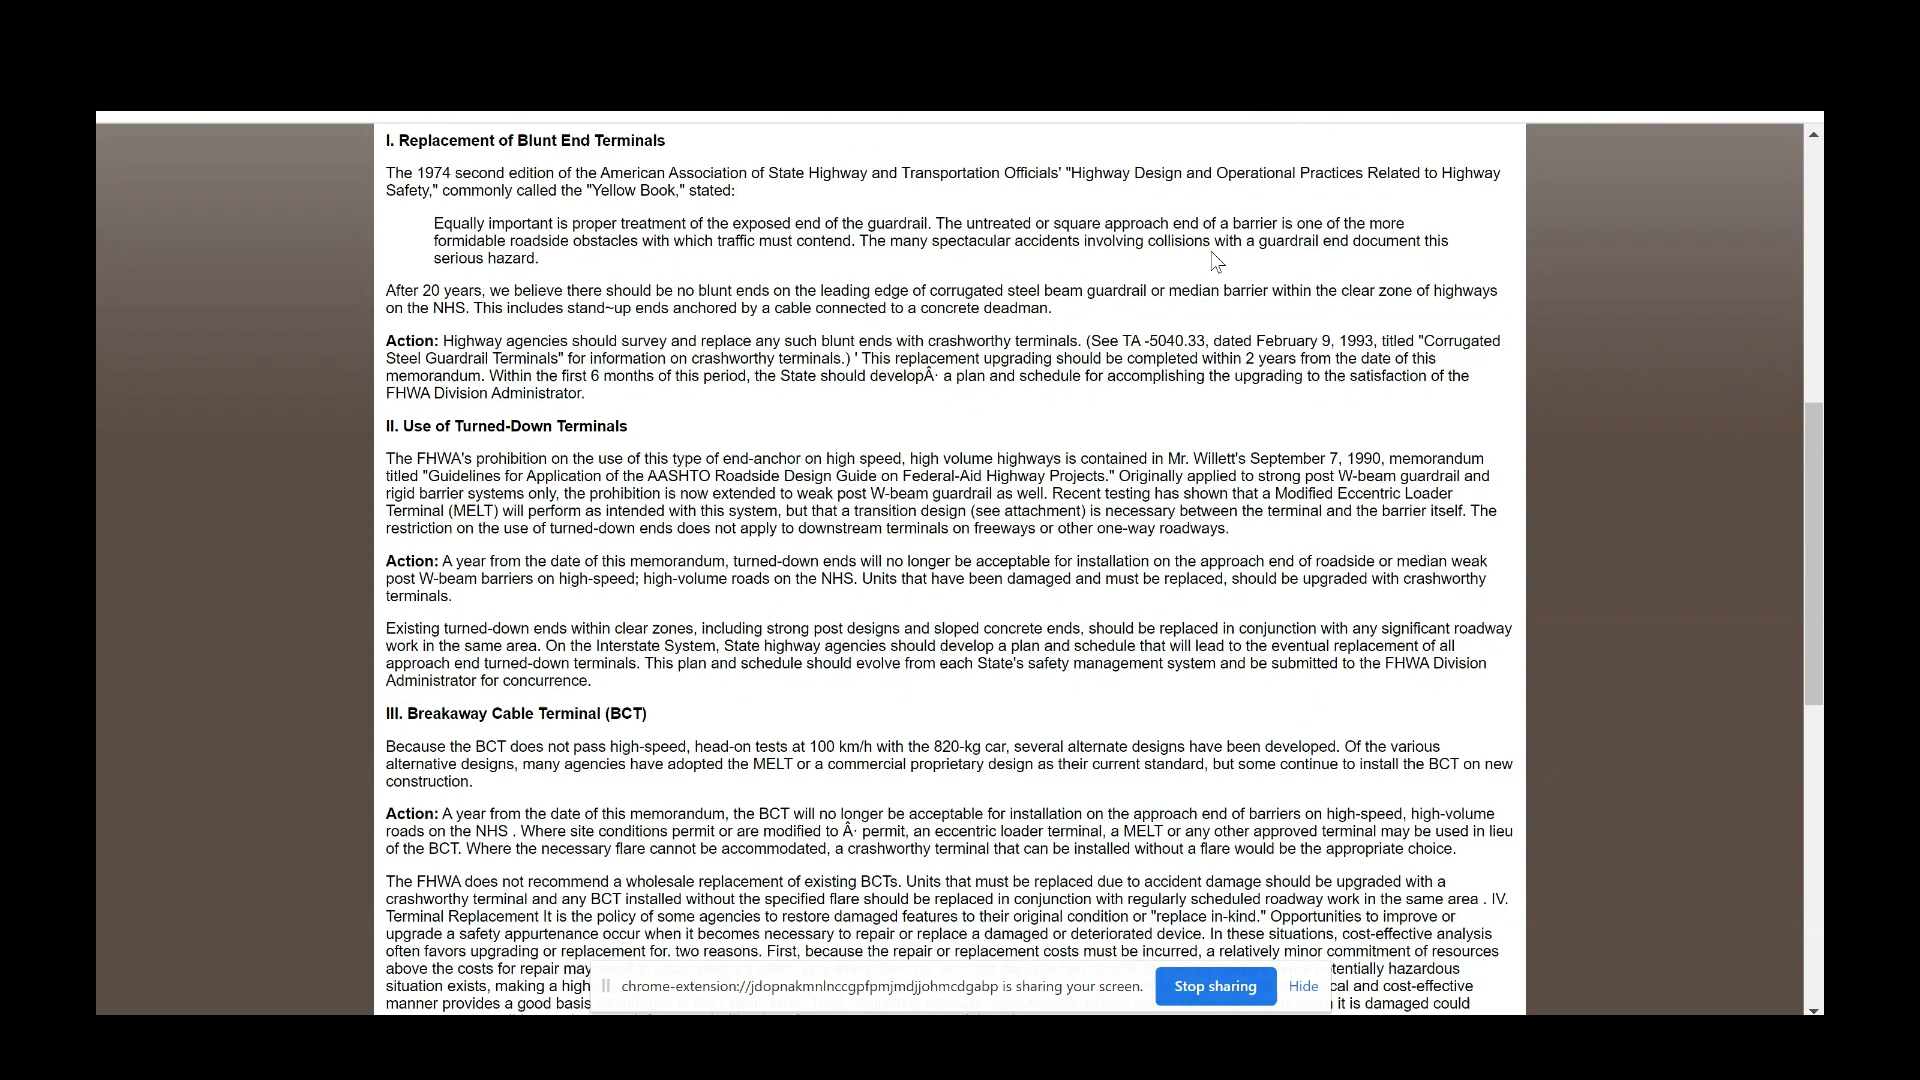 I. Replacement of Blunt End Terminals
The 1974 second edition of the American Association of State Highway and Transportation Officials' "Highway Design and Operational Practices Related to Highway
Safety," commonly called the "Yellow Book," stated:
Equally important is proper treatment of the exposed end of the guardrail. The untreated or square approach end of a barrier is one of the more
formidable roadside obstacles with which traffic must contend. The many spectacular accidents involving collisions with a guardrail end document this
serious hazard.
After 20 years, we believe there should be no blunt ends on the leading edge of corrugated steel beam guardrail or median barrier within the clear zone of highways
on the NHS. This includes stand~up ends anchored by a cable connected to a concrete deadman.
Action: Highway agencies should survey and replace any such blunt ends with crashworthy terminals. (See TA -5040.33, dated February 9, 1993, titled "Corrugated
Steel Guardrail Terminals" for information on crashworthy terminals.) ' This replacement upgrading should be completed within 2 years from the date of this
memorandum. Within the first 6 months of this period, the State should developÂ· a plan and schedule for accomplishing the upgrading to the satisfaction of the
FHWA Division Administrator.
II. Use of Turned-Down Terminals
The FHWA's prohibition on the use of this type of end-anchor on high speed, high volume highways is contained in Mr. Willett's September 7, 1990, memorandum
titled "Guidelines for Application of the AASHTO Roadside Design Guide on Federal-Aid Highway Projects." Originally applied to strong post W-beam guardrail and
rigid barrier systems only, the prohibition is now extended to weak post W-beam guardrail as well. Recent testing has shown that a Modified Eccentric Loader
Terminal (MELT) will perform as intended with this system, but that a transition design (see attachment) is necessary between the terminal and the barrier itself. The
restriction on the use of turned-down ends does not apply to downstream terminals on freeways or other one-way roadways.
Action: A year from the date of this memorandum, turned-down ends will no longer be acceptable for installation on the approach end of roadside or median weak
post W-beam barriers on high-speed; high-volume roads on the NHS. Units that have been damaged and must be replaced, should be upgraded with crashworthy
terminals.
Existing turned-down ends within clear zones, including strong post designs and sloped concrete ends, should be replaced in conjunction with any significant roadway
work in the same area. On the Interstate System, State highway agencies should develop a plan and schedule that will lead to the eventual replacement of all
approach end turned-down terminals. This plan and schedule should evolve from each State's safety management system and be submitted to the FHWA Division
Administrator for concurrence.
III. Breakaway Cable Terminal (BCT)
Because the BCT does not pass high-speed, head-on tests at 100 km/h with the 820-kg car, several alternate designs have been developed. Of the various
alternative designs, many agencies have adopted the MELT or a commercial proprietary design as their current standard, but some continue to install the BCT on new
construction.
Action: A year from the date of this memorandum, the BCT will no longer be acceptable for installation on the approach end of barriers on high-speed, high-volume
roads on the NHS . Where site conditions permit or are modified to Â· permit, an eccentric loader terminal, a MELT or any other approved terminal may be used in lieu
of the BCT. Where the necessary flare cannot be accommodated, a crashworthy terminal that can be installed without a flare would be the appropriate choice.
The FHWA does not recommend a wholesale replacement of existing BCTs. Units that must be replaced due to accident damage should be upgraded with a
crashworthy terminal and any BCT installed without the specified flare should be replaced in conjunction with regularly scheduled roadway work in the same area . IV.
Terminal Replacement It is the policy of some agencies to restore damaged features to their original condition or "replace in-kind." Opportunities to improve or
upgrade a safety appurtenance occur when it becomes necessary to repair or replace a damaged or deteriorated device. In these situations, cost-effective analysis
often favors upgrading or replacement for. two reasons. First, because the repair or replacement costs must be incurred, a relatively minor commitment of resources
above the costs for repair may hazardous
situation exists, making a high and cost-effective
manner provides a good basis it is damaged could
chrome-extension://jdopnakmnlnccgpfpmjmdjjohmcdgabp is sharing your screen. Stop sharing Hide